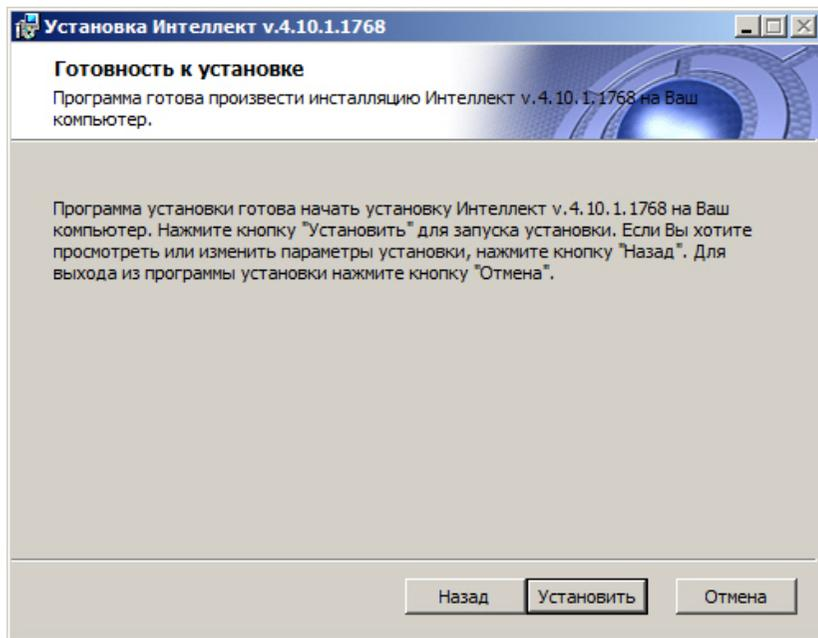 Установка Интеллект v.4.10.1.1768
Готовность к установке
Программа готова произвести инсталляцию Интеллект v.4.10.1.1768 на Ваш
компьютер.
Программа установки готова начать установку Интеллект v.4.10.1.1768 на Ваш
компьютер. Нажмите кнопку "Установить" для запуска установки. Если Вы хотите
просмотреть или изменить параметры установки, нажмите кнопку "Назад". Для
выхода из программы установки нажмите кнопку "Отмена".
Назад Установить Отмена